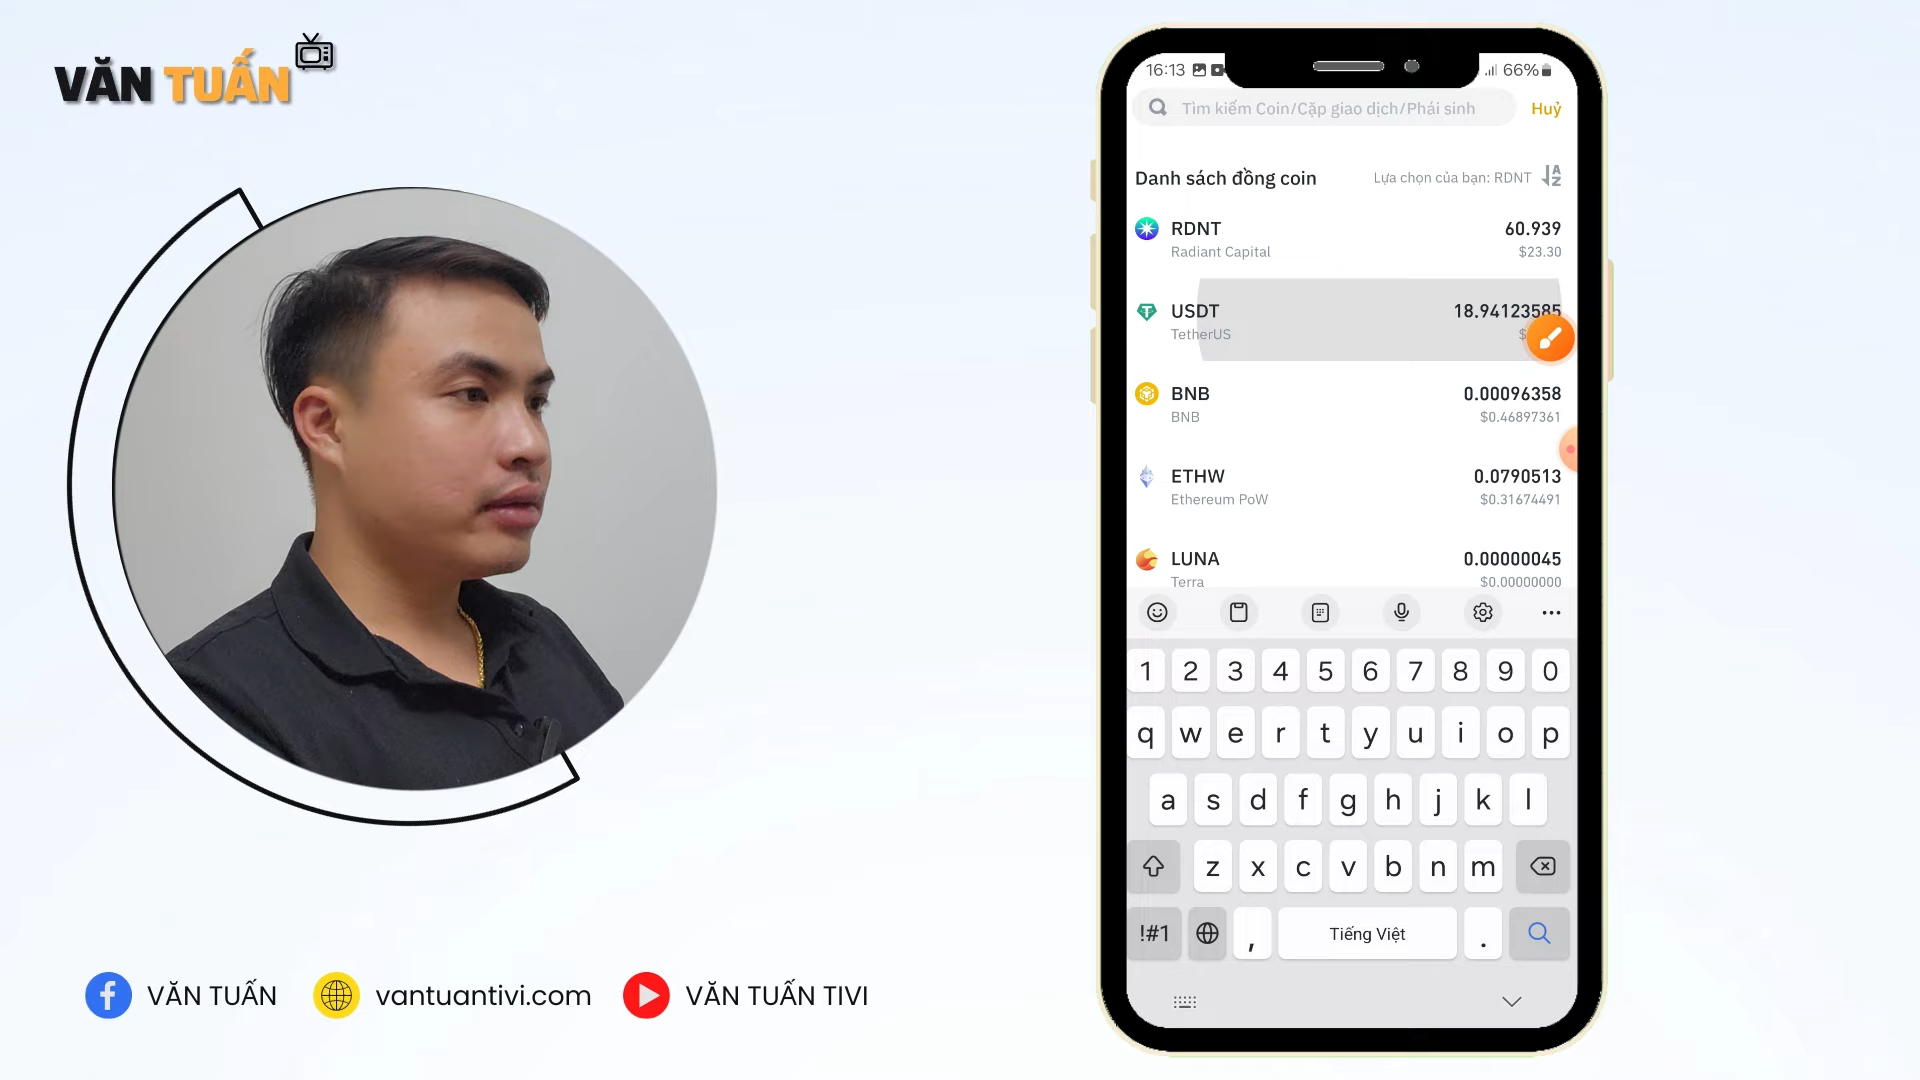 VĂN TUẤN
16:13
66%
Tìm kiếm Coin/Cặp giao dịch/Phái sinh
Huỷ
Danh sách đồng coin
Lựa chọn của bạn: RDNT
RDNT
60.939
Radiant Capital
$23.30
USDT
18.94123585
TetherUS
$
BNB
0.00096358
BNB
$0.46897361
ETHW
0.0790513
Ethereum PoW
$0.31674491
LUNA
0.00000045
Terra
$0.00000000
1 2 3 4 5 6 7 8 9 0
q w e r t y u i o p
a s d f g h j k l
z x c v b n m
!#1 , Tiếng Việt .
VĂN TUẤN
vantuantivi.com
VĂN TUẤN TIVI